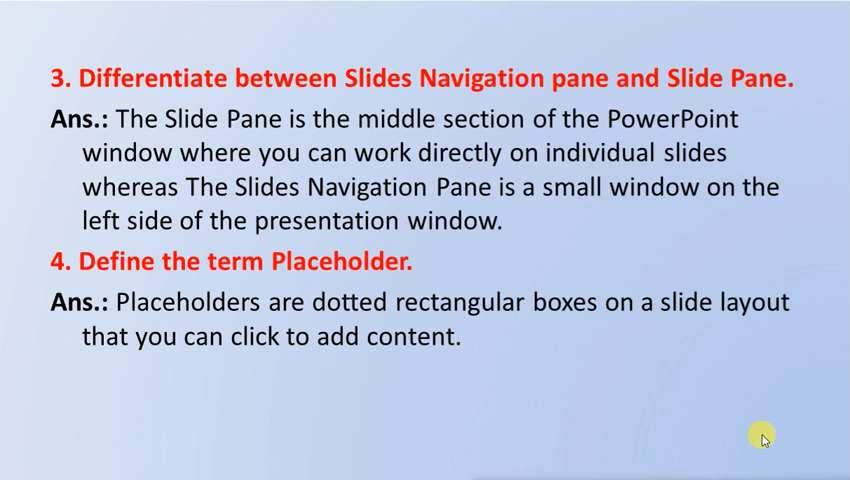 3. Differentiate between Slides Navigation pane and Slide Pane.
Ans.: The Slide Pane is the middle section of the PowerPoint
window where you can work directly on individual slides
whereas The Slides Navigation Pane is a small window on the
left side of the presentation window.
4. Define the term Placeholder.
Ans.: Placeholders are dotted rectangular boxes on a slide layout
that you can click to add content.